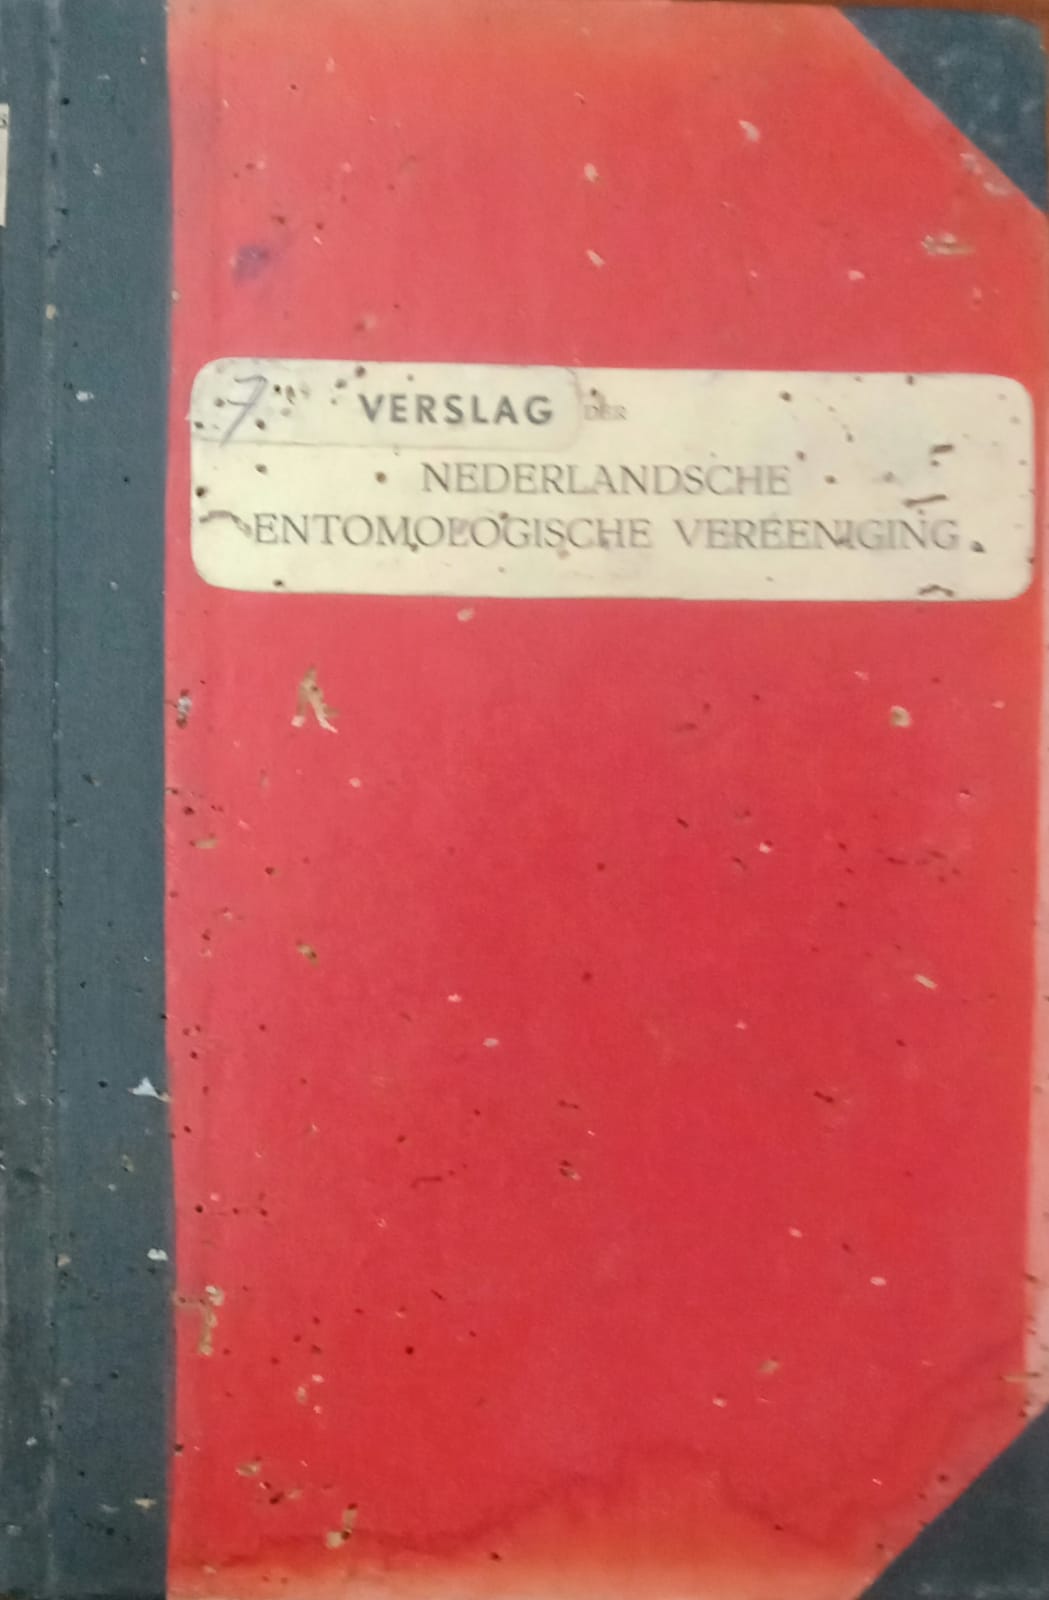 7 VERSLAG DER
NEDERLANDSCHE
ENTOMOLOGISCHE VEREENIGING.